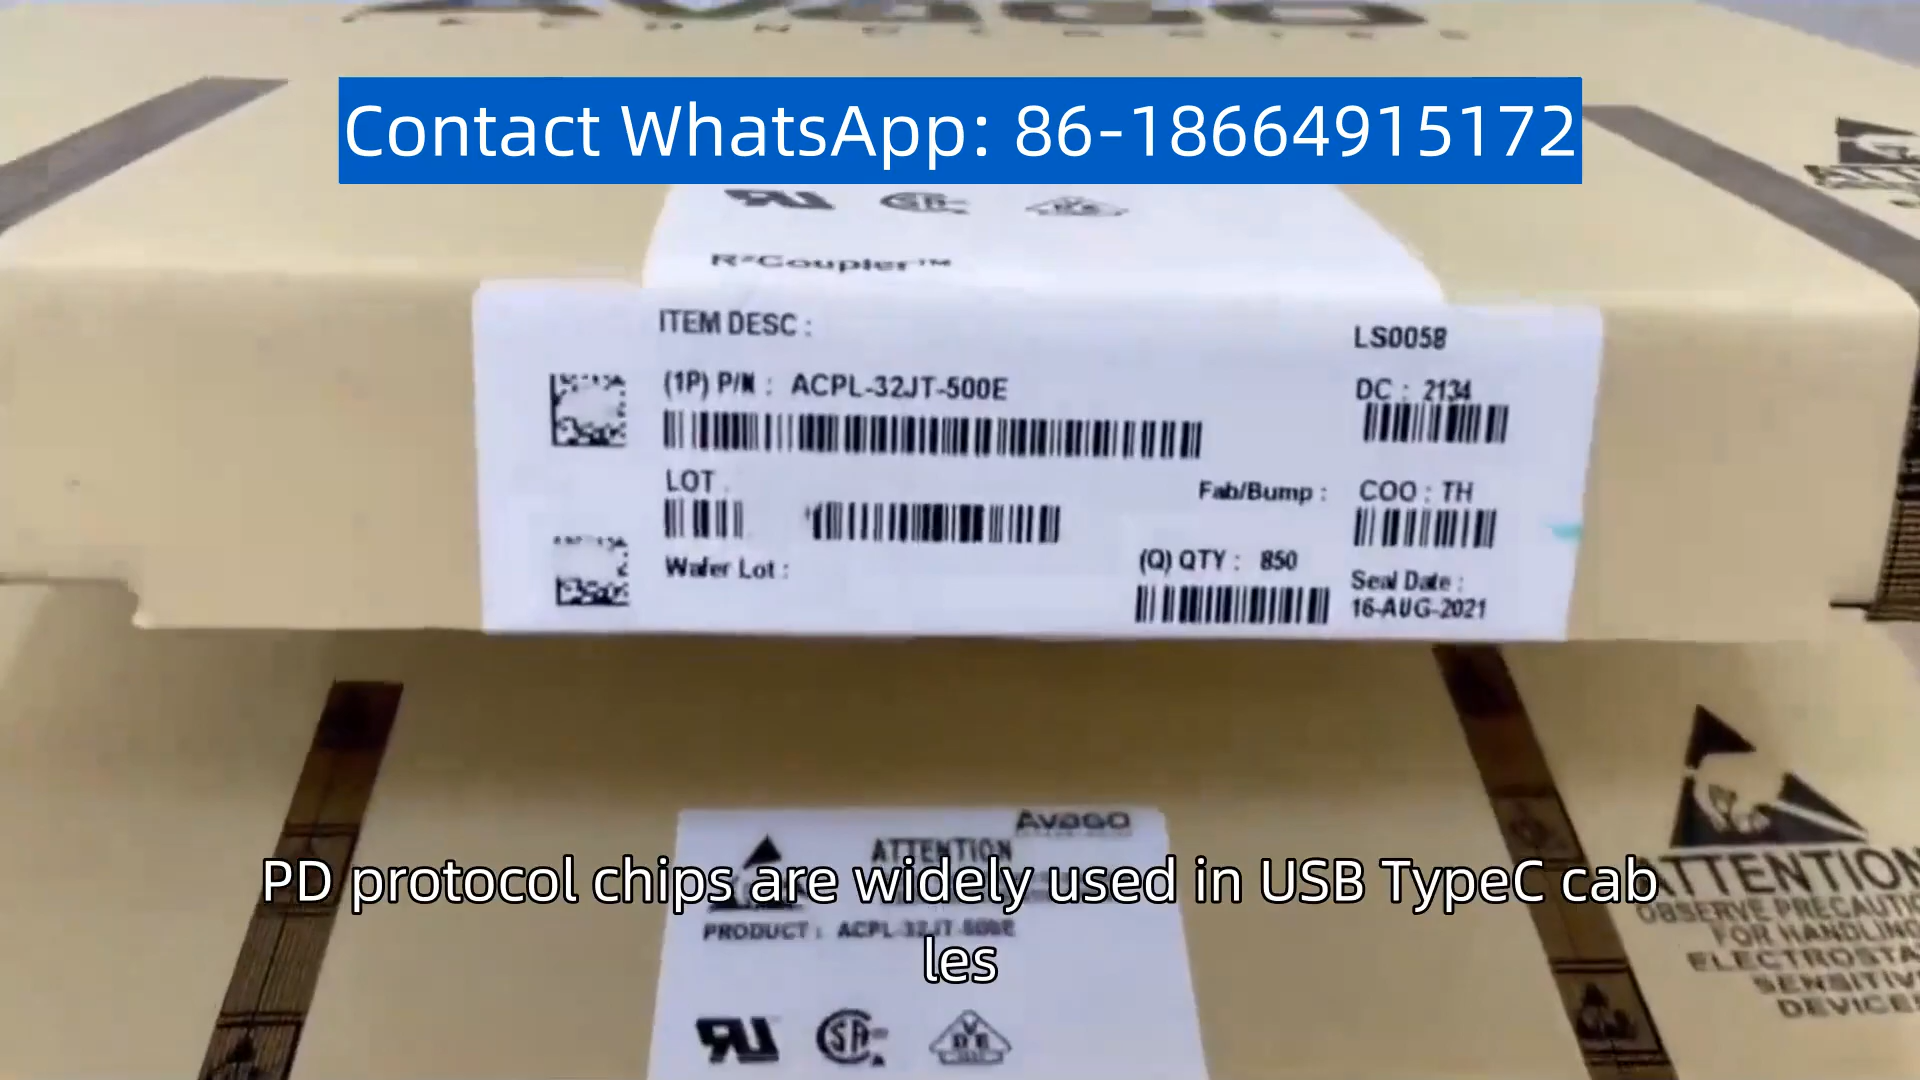 AVAGO
Contact WhatsApp: 86-18664915172
R²Coupler™
ITEM DESC :
LS0058
(1P) P/N : ACPL-32JT-500E
DC : 2134
LOT
Fab/Bump :
COO : TH
Wafer Lot :
(Q) QTY : 850
Seal Date :
16-AUG-2021
AVAGO
ATTENTION
PD protocol chips are widely used in USB TypeC cab
les
PRODUCT : ACPL-32JT-500E
ATTENTION
OBSERVE PRECAUTIO
FOR HANDLING
ELECTROSTA
SENSITIV
DEVICE